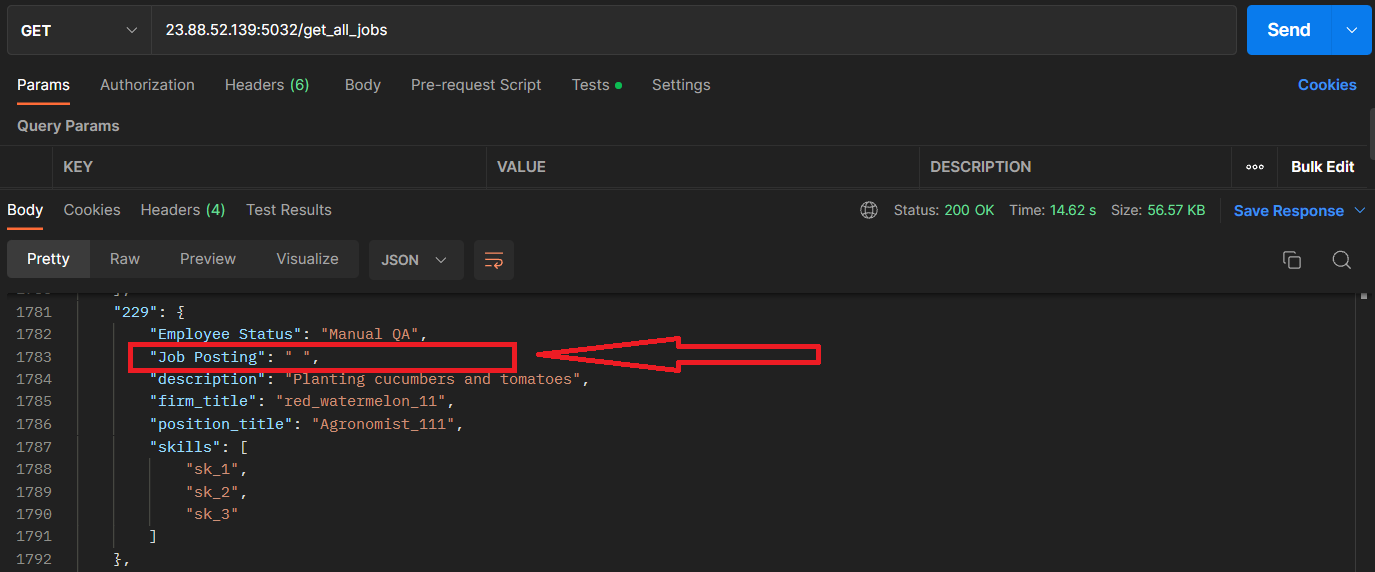 GET 23.88.52.139:5032/get_all_jobs Send
Params Authorization Headers (6) Body Pre-request Script Tests Settings Cookies
Query Params
KEY VALUE DESCRIPTION Bulk Edit
Body Cookies Headers (4) Test Results Status: 200 OK Time: 14.62 s Size: 56.57 KB Save Response
Pretty Raw Preview Visualize JSON
1781 "229": {
1782 "Employee Status": "Manual QA",
1783 "Job Posting": " ",
1784 "description": "Planting cucumbers and tomatoes",
1785 "firm_title": "red_watermelon_11",
1786 "position_title": "Agronomist_111",
1787 "skills": [
1788 "sk_1",
1789 "sk_2",
1790 "sk_3"
1791 ]
1792 },